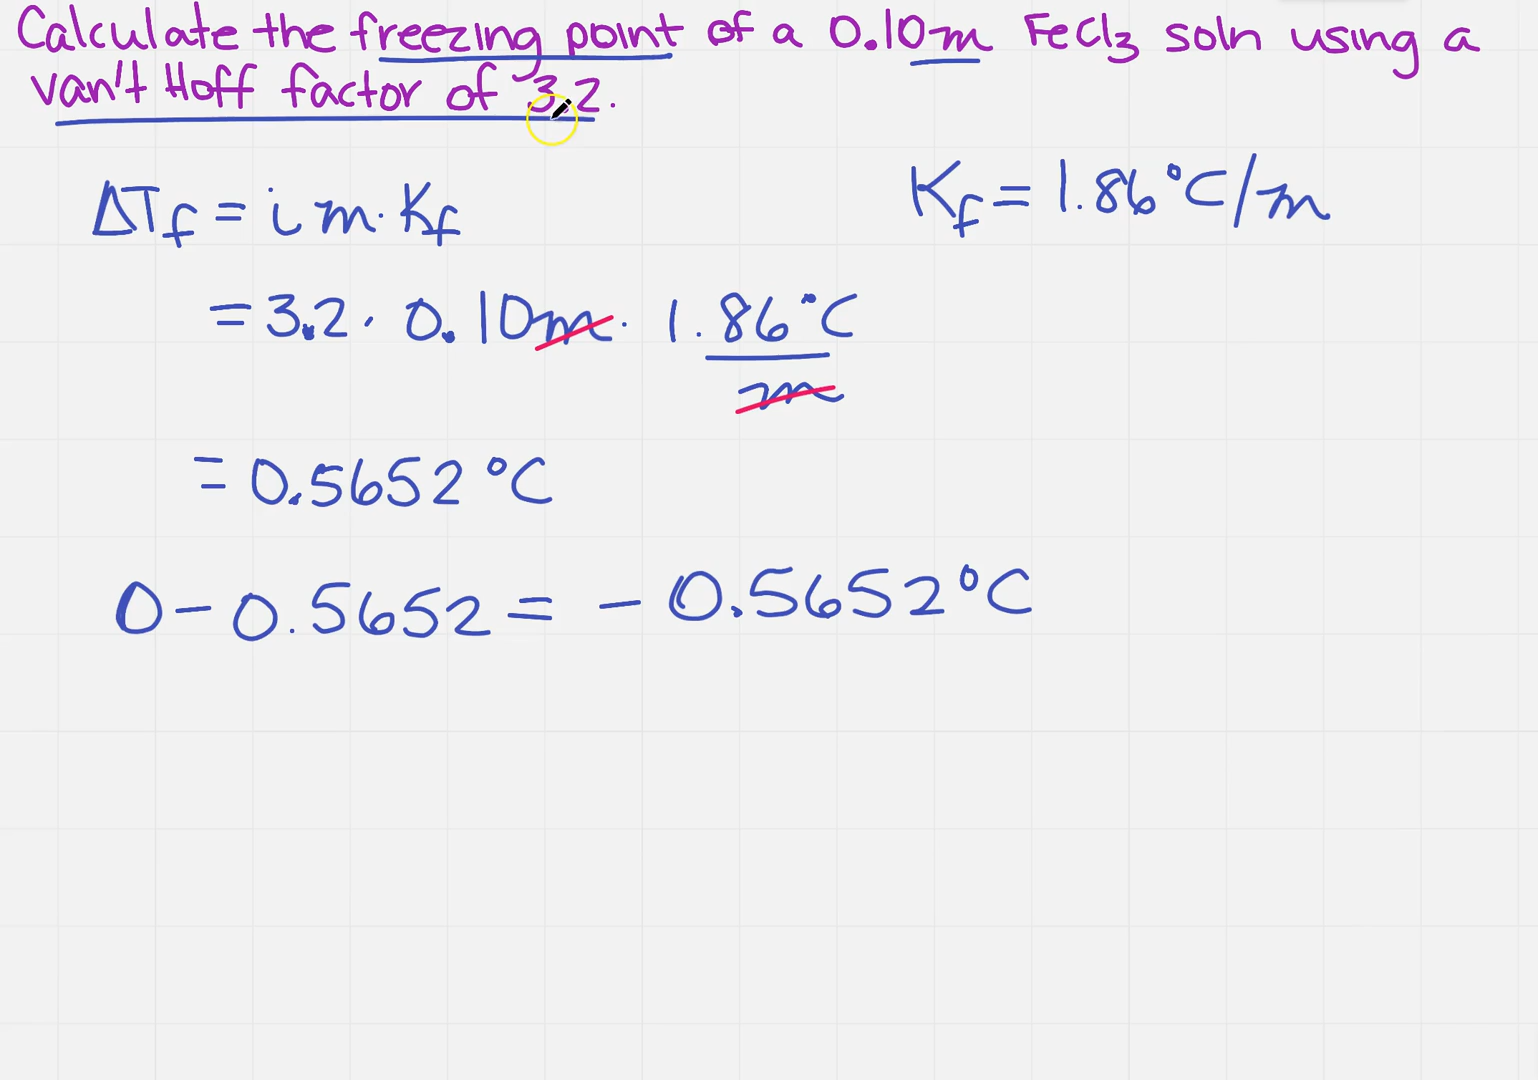 Calculate the freezing point of a 0.10m FeCl3 soln using a
van't Hoff factor of 3.2.
ΔTf = i m · Kf
Kf = 1.86°C/m
= 3.2 · 0.10m · 1.86°C
m
= 0.5652°C
0 - 0.5652 = - 0.5652°C